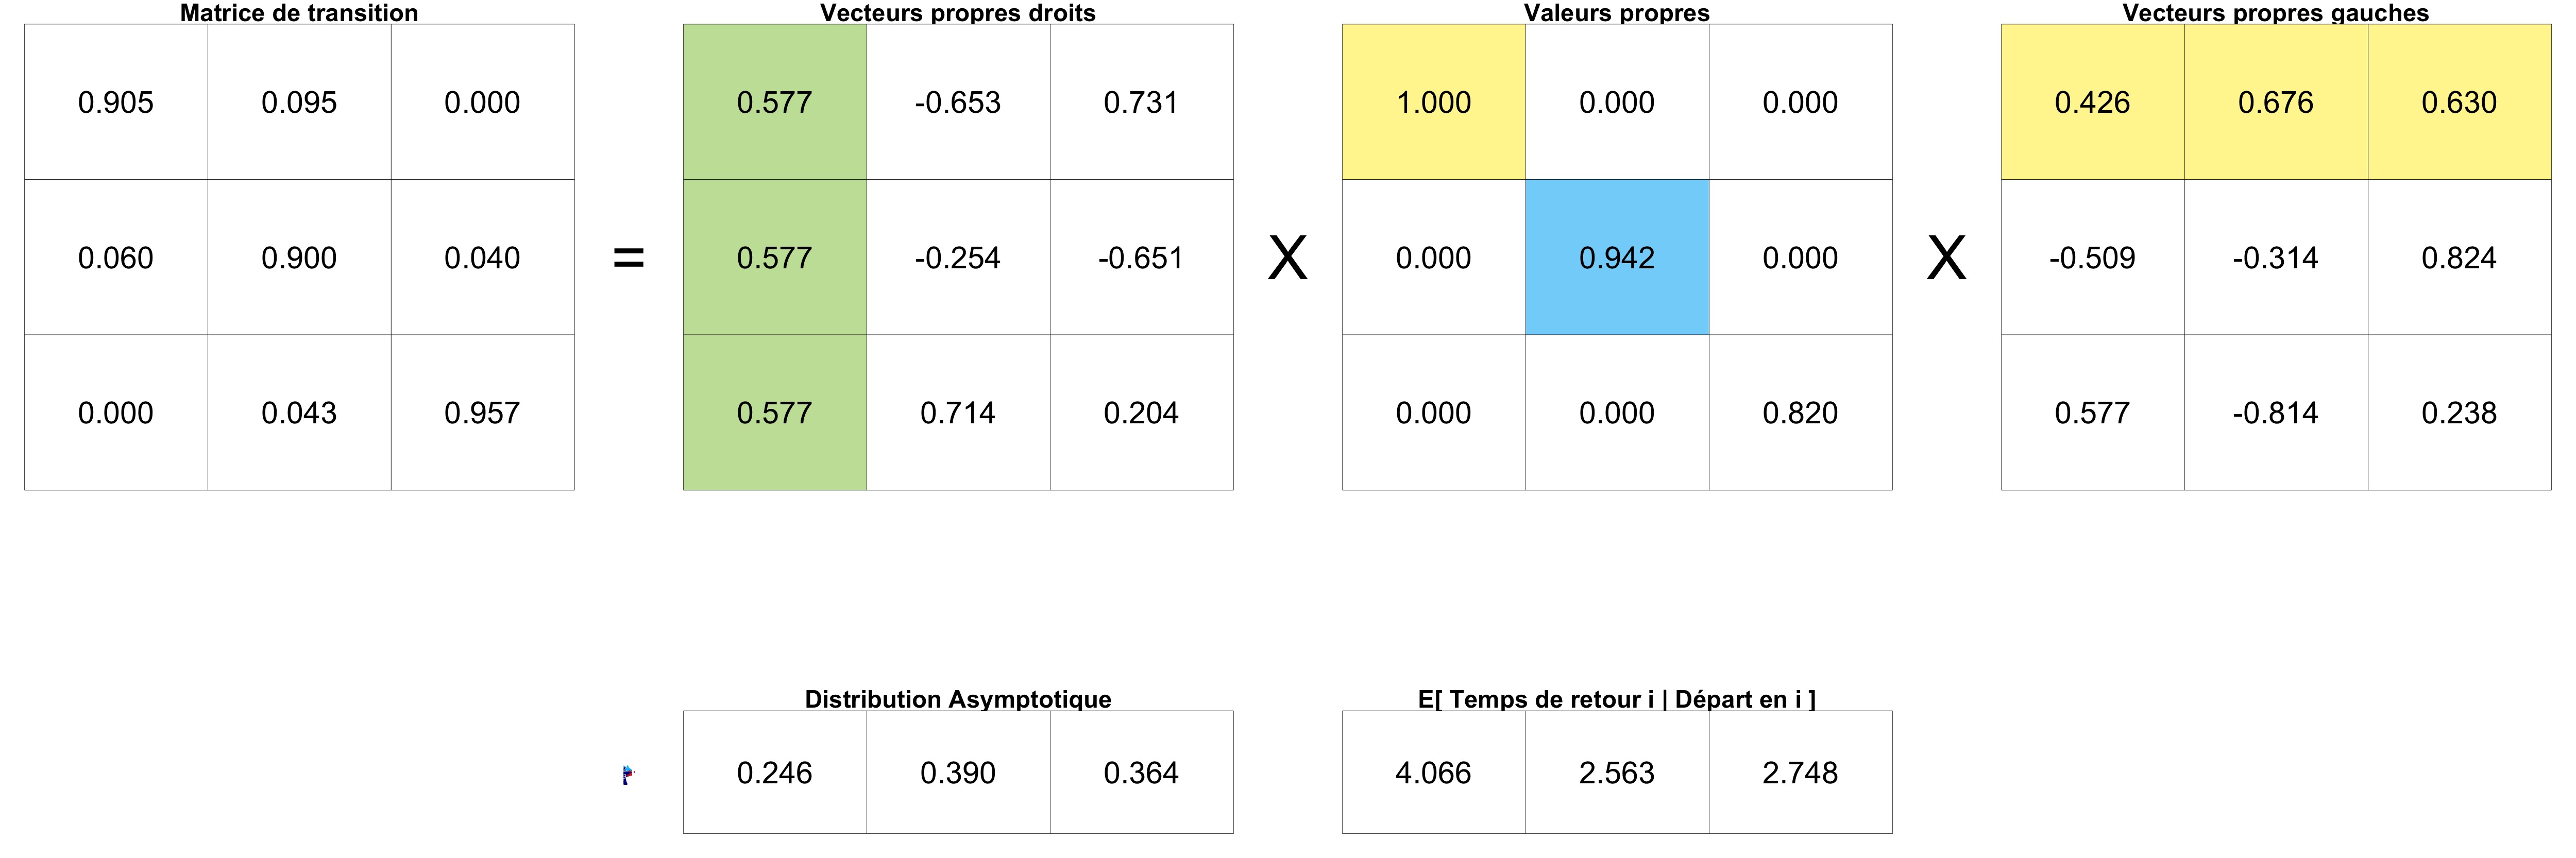 Matrice de transition Vecteurs propres droits Valeurs propres Vecteurs propres gauches
0.905 0.095 0.000 0.577 -0.653 0.731 1.000 0.000 0.000 0.426 0.676 0.630
0.060 0.900 0.040 = 0.577 -0.254 -0.651 X 0.000 0.942 0.000 X -0.509 -0.314 0.824
0.000 0.043 0.957 0.577 0.714 0.204 0.000 0.000 0.820 0.577 -0.814 0.238
Distribution Asymptotique E[ Temps de retour i | Départ en i ]
0.246 0.390 0.364 4.066 2.563 2.748